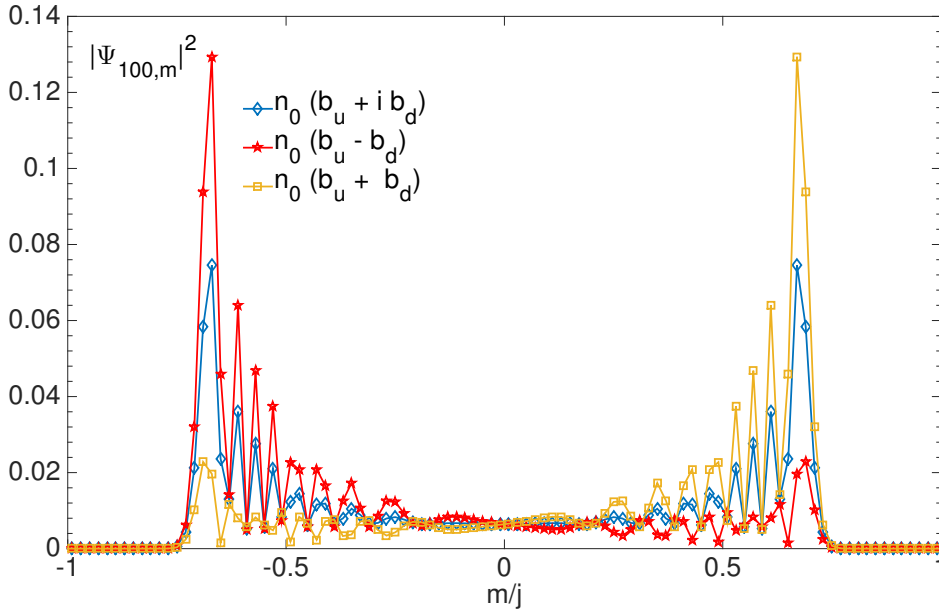 0.14
0.12
0.1
0.08
0.06
0.04
0.02
0
|Ψ100,m|²
n0 (bu + i bd)
n0 (bu - bd)
n0 (bu + bd)
-1 -0.5 0 0.5
m/j